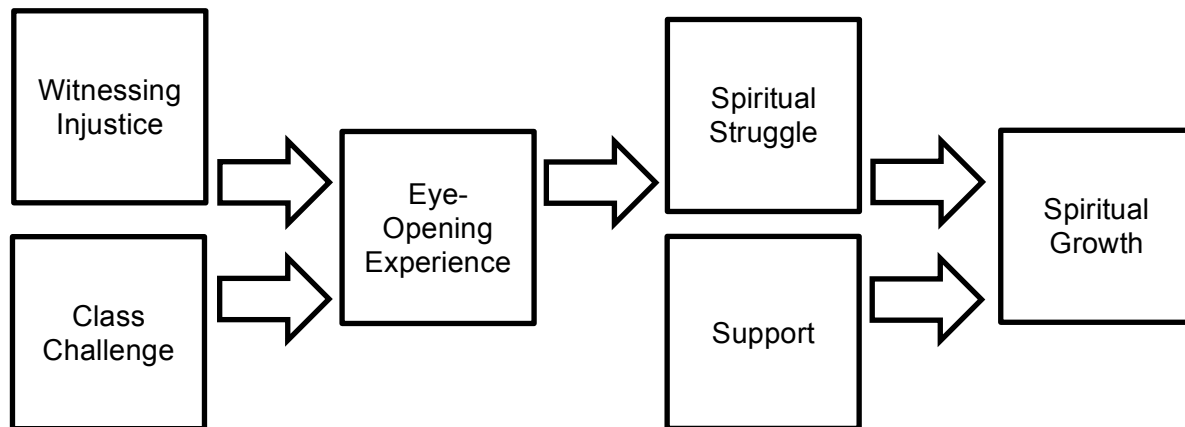 Witnessing
Injustice
Class
Challenge
Eye-
Opening
Experience
Spiritual
Struggle
Support
Spiritual
Growth